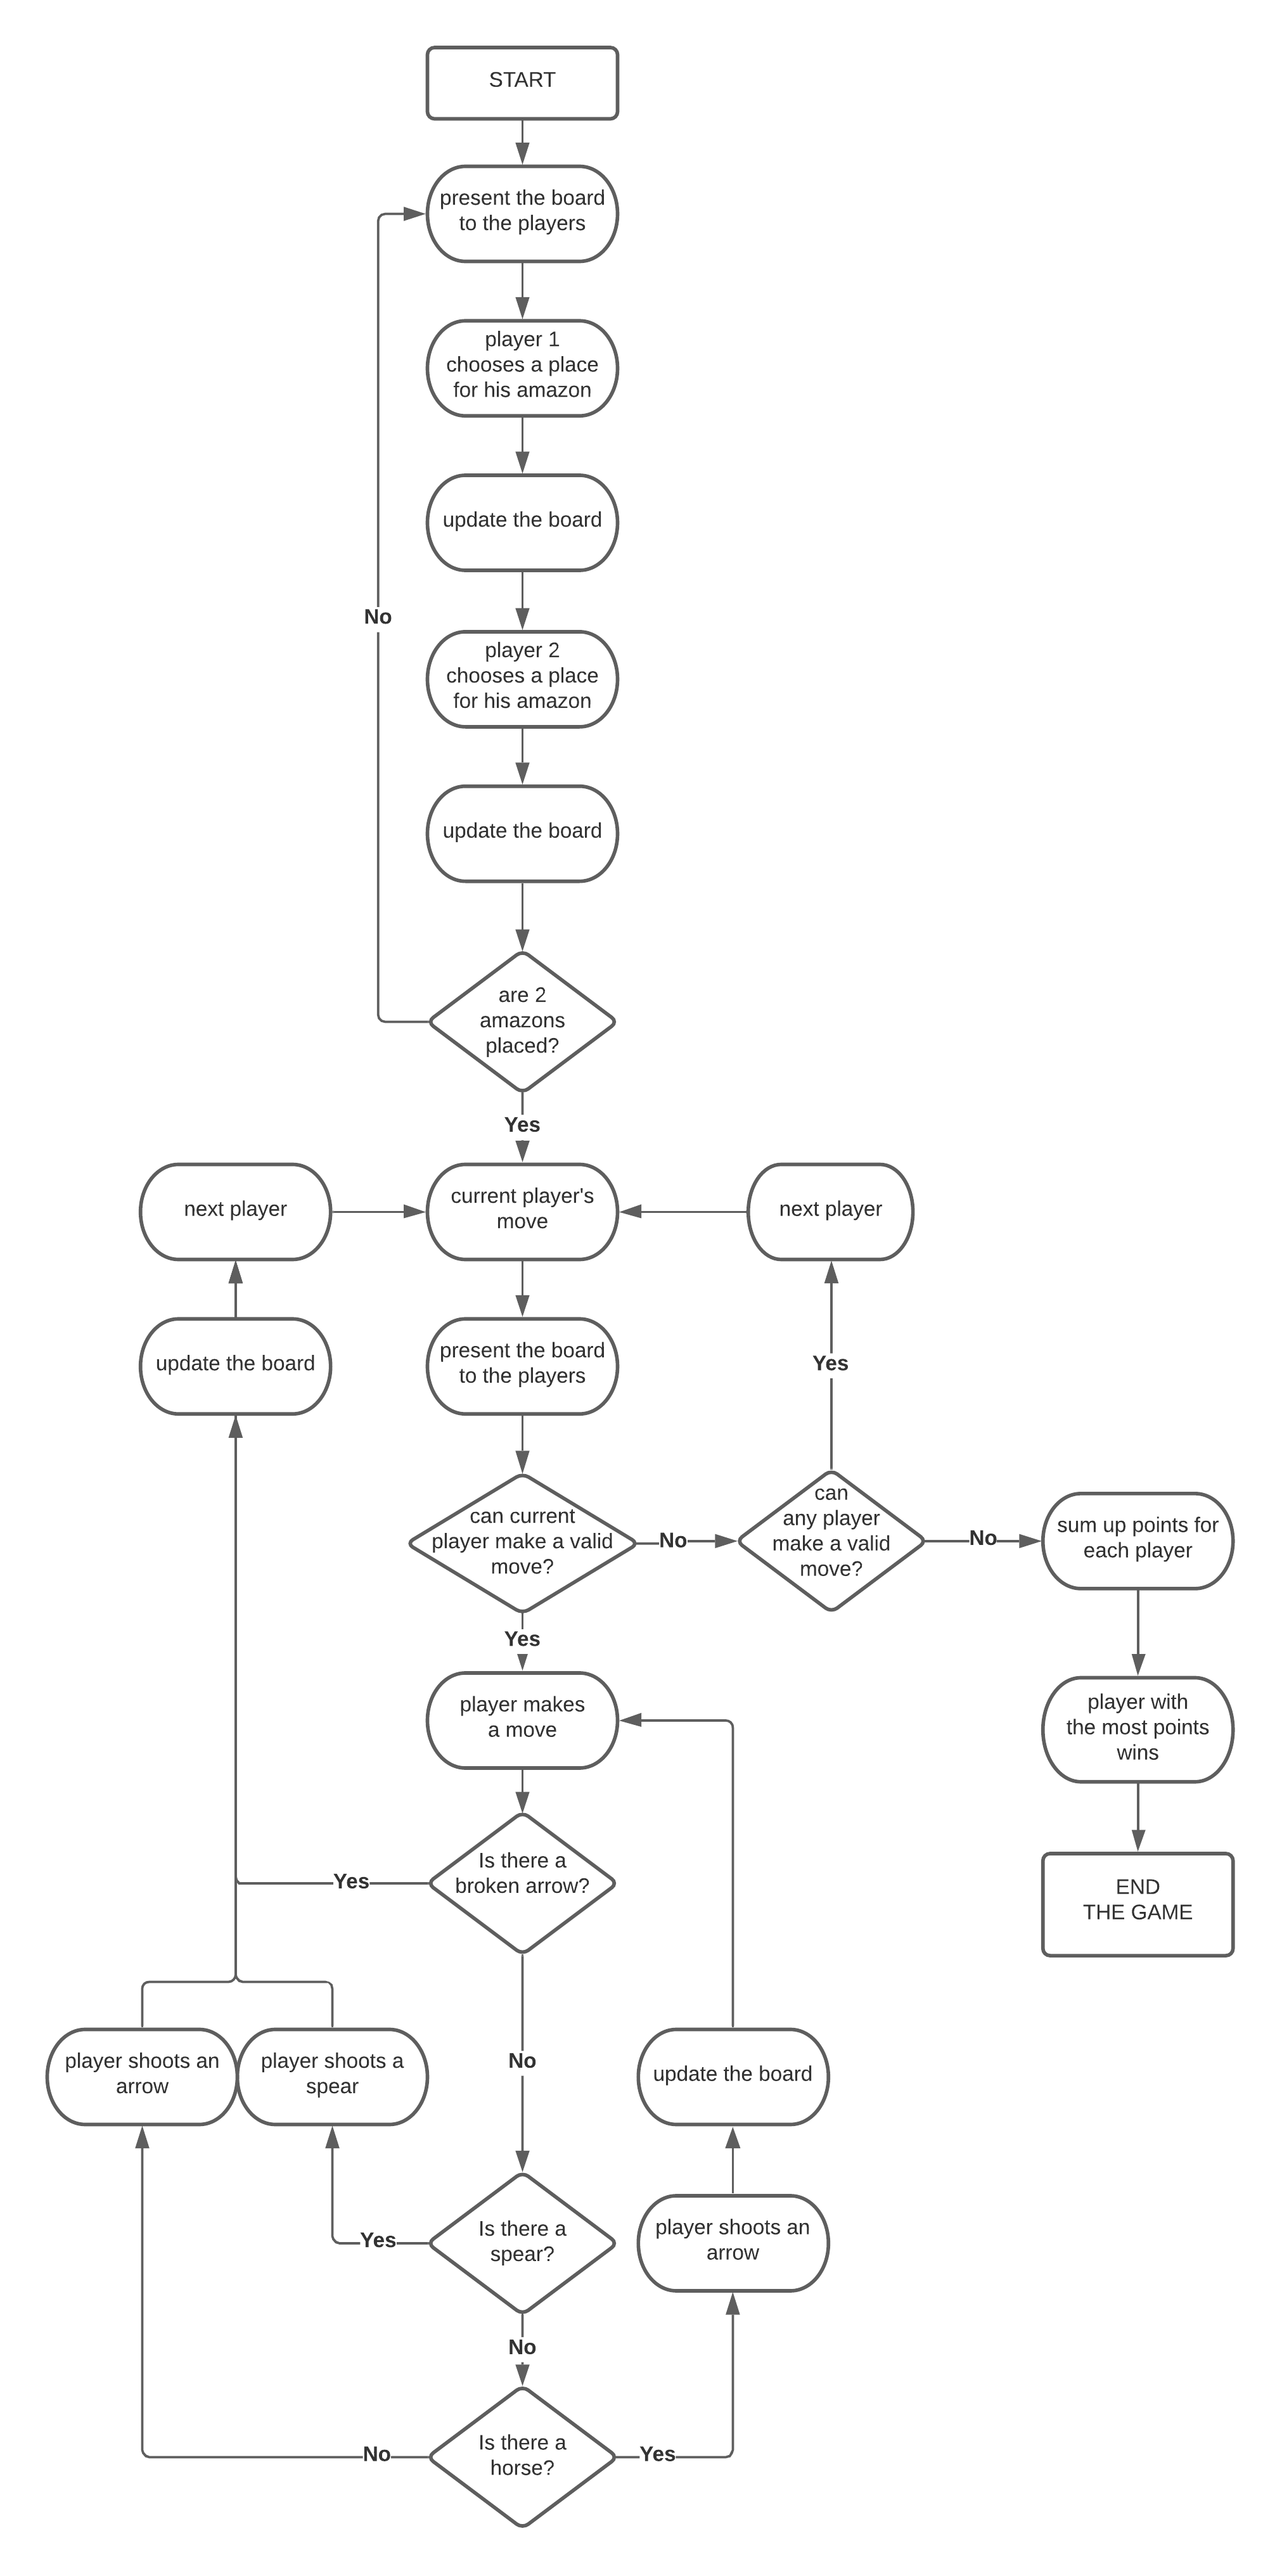 START
present the board
to the players
player 1
chooses a place
for his amazon
update the board
No
player 2
chooses a place
for his amazon
update the board
are 2
amazons
placed?
Yes
next player
current player's
move
next player
update the board
present the board
to the players
Yes
can current
player make a valid
move?
No
can
any player
make a valid
move?
No
sum up points for
each player
Yes
player makes
a move
player with
the most points
wins
Is there a
broken arrow?
Yes
END
THE GAME
No
player shoots an
arrow
player shoots a
spear
update the board
Is there a
spear?
Yes
player shoots an
arrow
No
Is there a
horse?
No
Yes